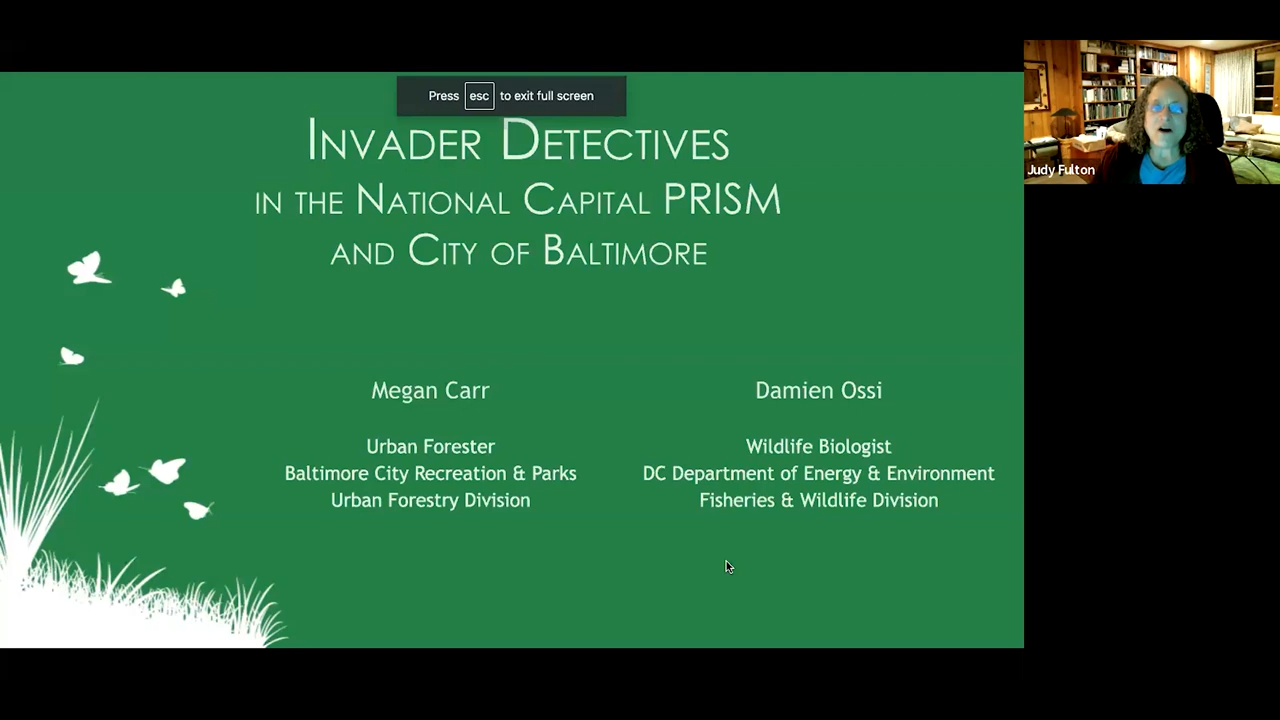 Press esc to exit full screen
INVADER DETECTIVES
IN THE NATIONAL CAPITAL PRISM
AND CITY OF BALTIMORE
Judy Fulton
Megan Carr
Urban Forester
Baltimore City Recreation & Parks
Urban Forestry Division
Damien Ossi
Wildlife Biologist
DC Department of Energy & Environment
Fisheries & Wildlife Division